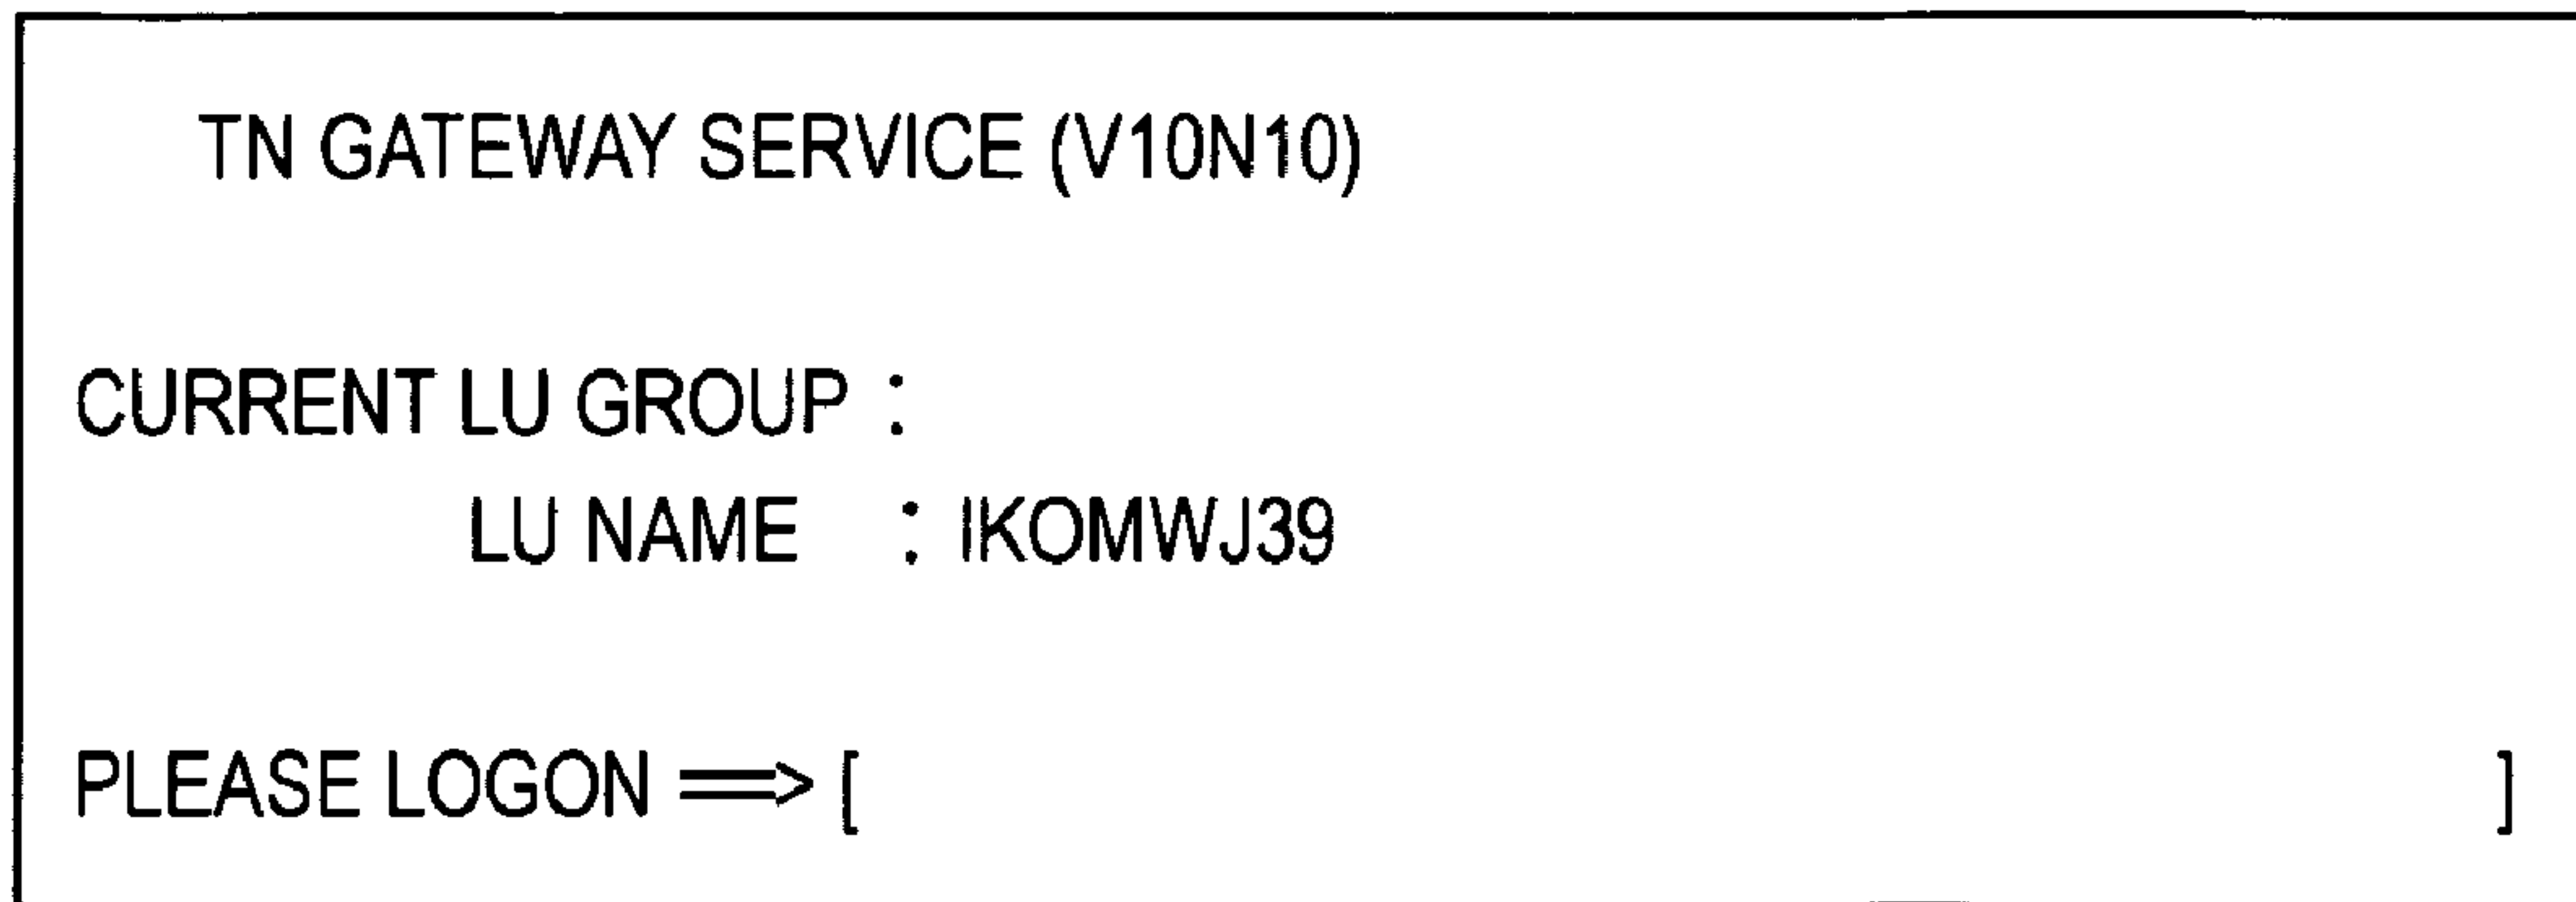 TN GATEWAY SERVICE (V10N10)
CURRENT LU GROUP :
LU NAME : IKOMWJ39
PLEASE LOGON ==> [ ]